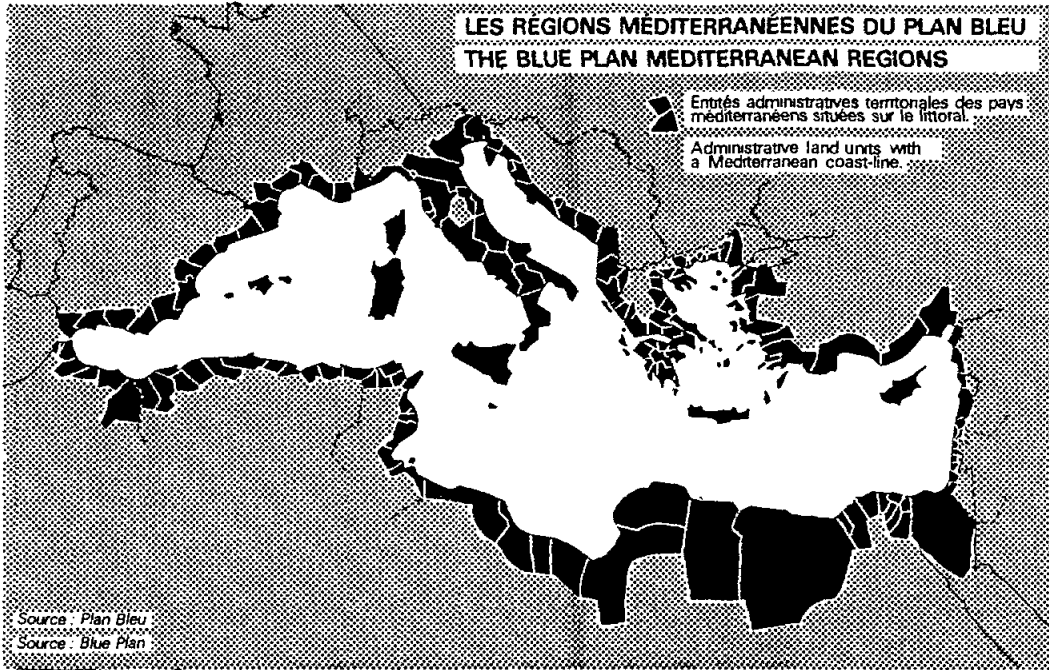 LES RÉGIONS MÉDITERRANÉENNES DU PLAN BLEU
THE BLUE PLAN MEDITERRANEAN REGIONS
Entités administratives territoriales des pays
méditerranéens situées sur le littoral.
Administrative land units with
a Mediterranean coast-line.
Source : Plan Bleu
Source : Blue Plan